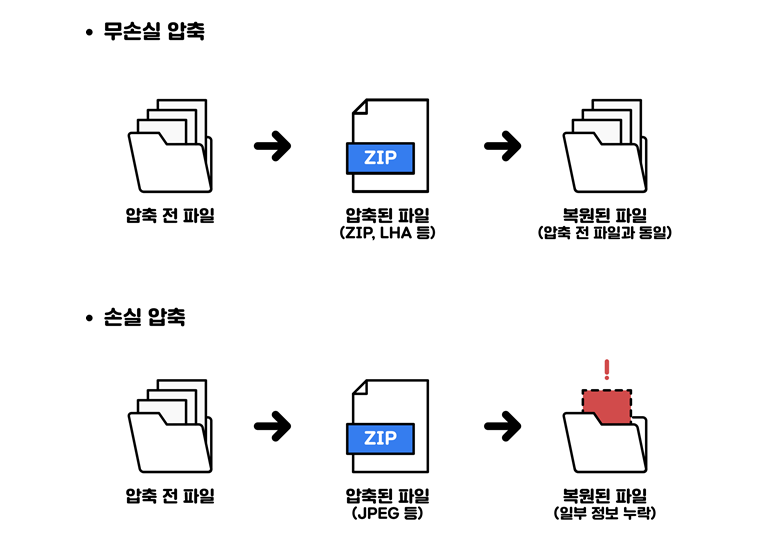 • 무손실 압축
ZIP
압축 전 파일
압축된 파일
(ZIP, LHA 등)
복원된 파일
(압축 전 파일과 동일)
• 손실 압축
!
ZIP
압축 전 파일
압축된 파일
(JPEG 등)
복원된 파일
(일부 정보 누락)